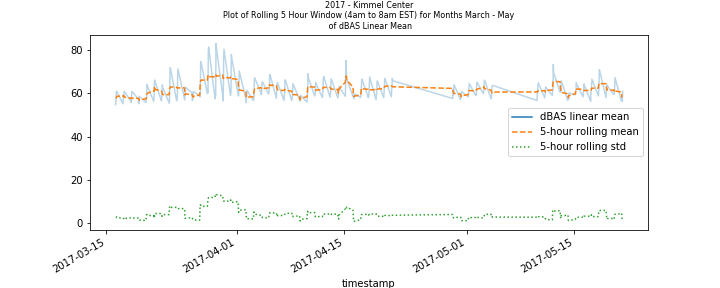 2017 - Kimmel Center
Plot of Rolling 5 Hour Window (4am to 8am EST) for Months March - May
of dBAS Linear Mean
80
60
40
20
0
dBAS linear mean
5-hour rolling mean
5-hour rolling std
2017-03-15
2017-04-01
2017-04-15
2017-05-01
2017-05-15
timestamp